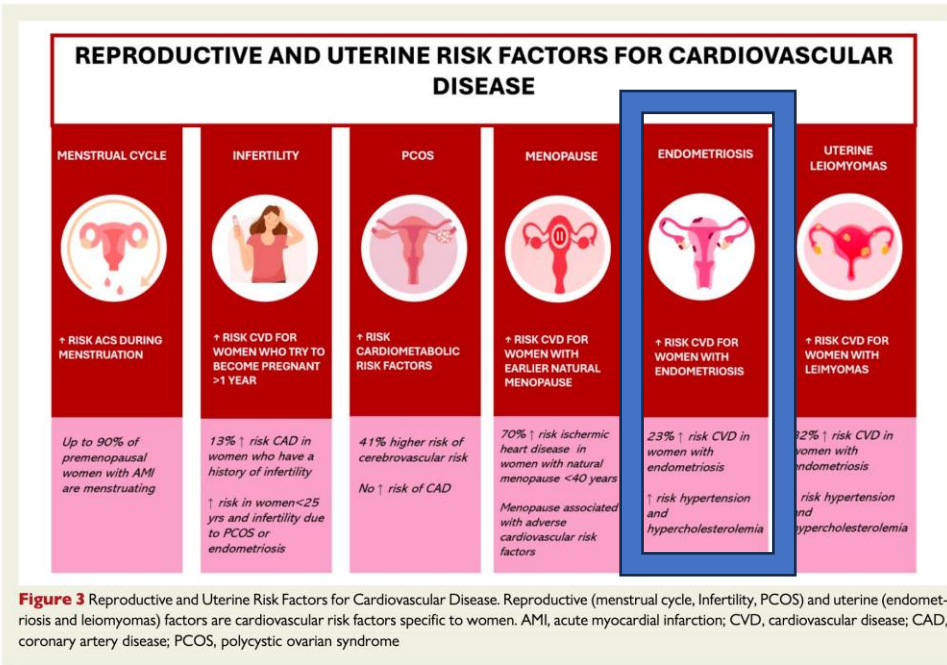 REPRODUCTIVE AND UTERINE RISK FACTORS FOR CARDIOVASCULAR
DISEASE
MENSTRUAL CYCLE
↑ RISK ACS DURING
MENSTRUATION
Up to 90% of
premenopausal
women with AMI
are menstruating
INFERTILITY
↑ RISK CVD FOR
WOMEN WHO TRY TO
BECOME PREGNANT
>1 YEAR
13% ↑ risk CAD in
women who have a
history of infertility
↑ risk in women<25
yrs and infertility due
to PCOS or
endometriosis
PCOS
↑ RISK
CARDIOMETABOLIC
RISK FACTORS
41% higher risk of
cerebrovascular risk
No ↑ risk of CAD
MENOPAUSE
↑ RISK CVD FOR
WOMEN WITH
EARLIER NATURAL
MENOPAUSE
70% ↑ risk ischermic
heart disease in
women with natural
menopause <40 years
Menopause associated
with adverse
cardiovascular risk
factors
ENDOMETRIOSIS
↑ RISK CVD FOR
WOMEN WITH
ENDOMETRIOSIS
23% ↑ risk CVD in
women with
endometriosis
↑ risk hypertension
and
hypercholesterolemia
UTERINE
LEIOMYOMAS
↑ RISK CVD FOR
WOMEN WITH
LEIMYOMAS
2% ↑ risk CVD in
women with
endometriosis
risk hypertension
and
hypercholesterolemia
Figure 3 Reproductive and Uterine Risk Factors for Cardiovascular Disease. Reproductive (menstrual cycle, Infertility, PCOS) and uterine (endomet-
riosis and leiomyomas) factors are cardiovascular risk factors specific to women. AMI, acute myocardial infarction; CVD, cardiovascular disease; CAD,
coronary artery disease; PCOS, polycystic ovarian syndrome